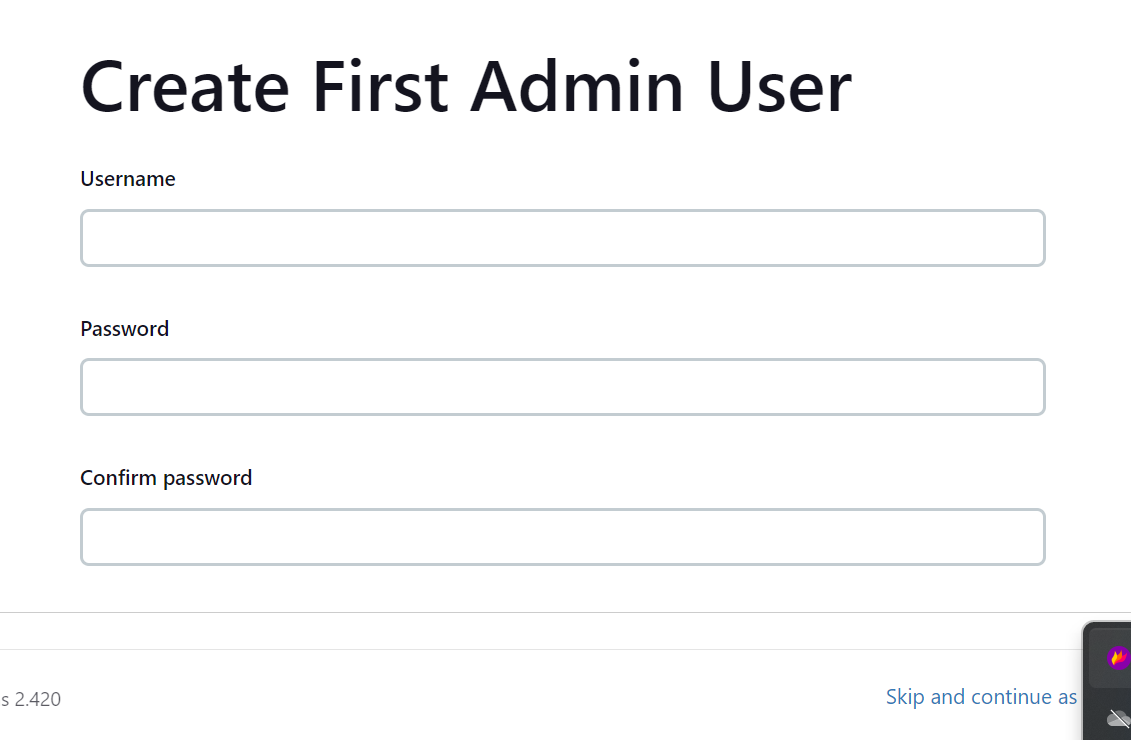 Create First Admin User
Username
Password
Confirm password
s 2.420
Skip and continue as